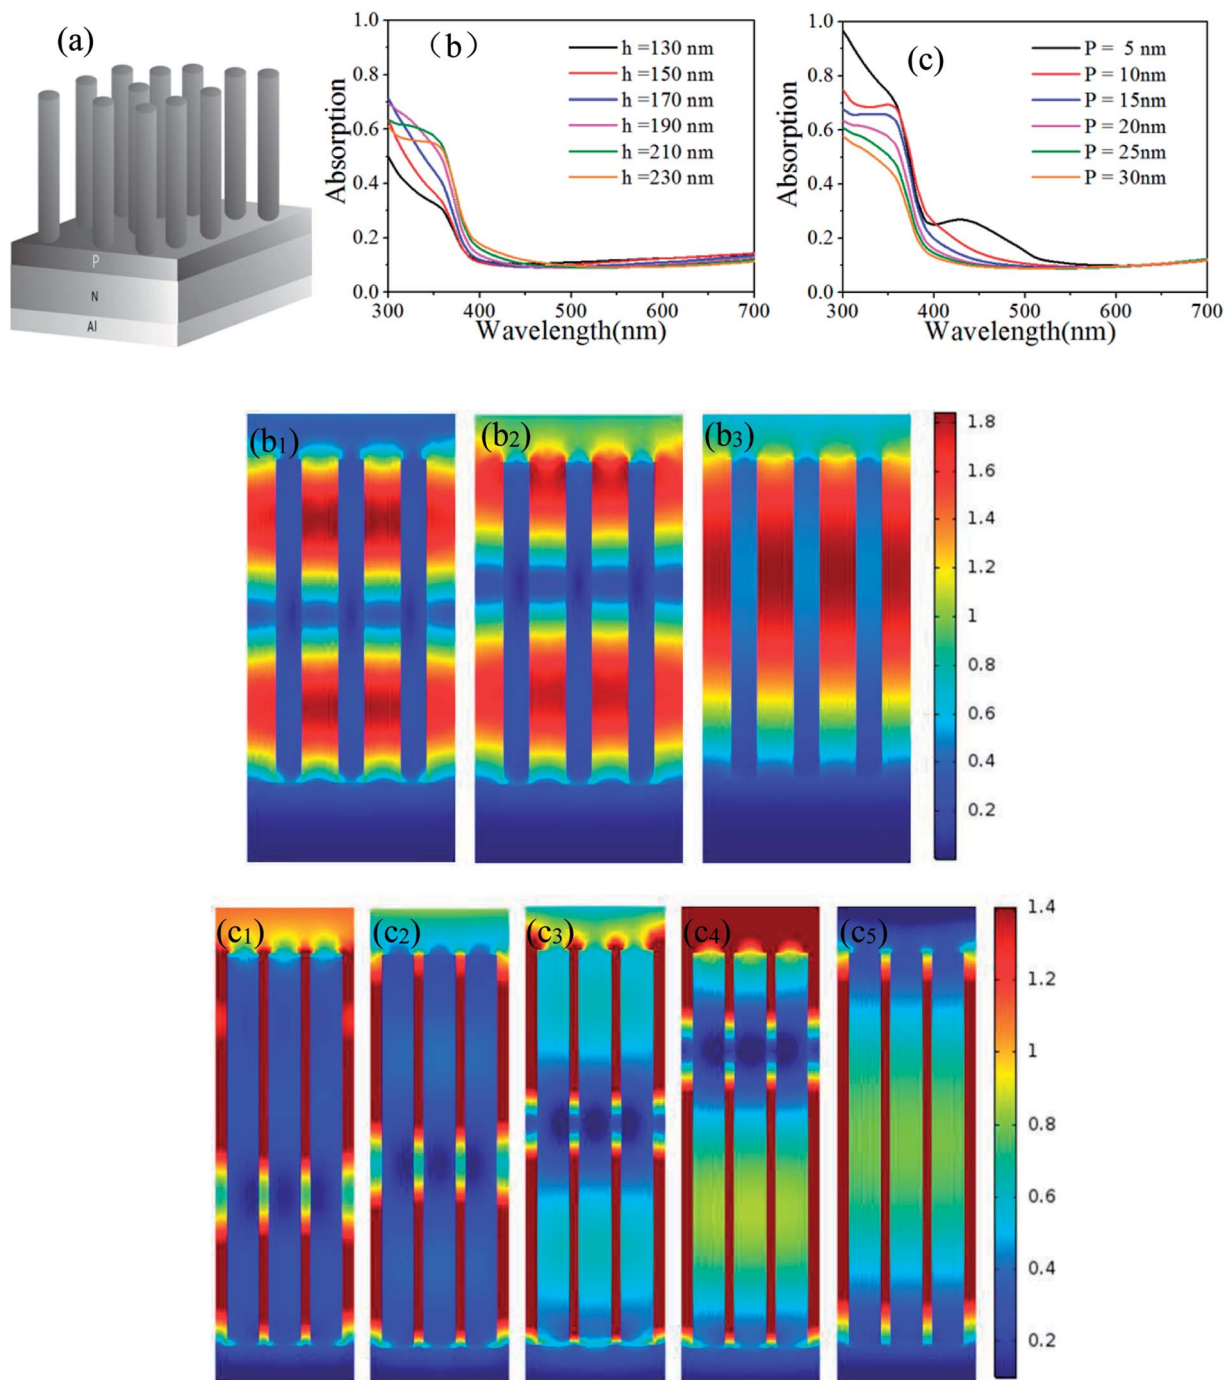 (a)
P
N
Al
(b)
1.0
0.8
0.6
0.4
0.2
0.0
Absorption
h =130 nm
h =150 nm
h =170 nm
h =190 nm
h =210 nm
h =230 nm
300
400
500
600
700
Wavelength(nm)
(c)
1.0
0.8
0.6
0.4
0.2
0.0
Absorption
P = 5 nm
P = 10nm
P = 15nm
P = 20nm
P = 25nm
P = 30nm
300
400
500
600
700
Wavelength(nm)
(b1)
(b2)
(b3)
1.8
1.6
1.4
1.2
1
0.8
0.6
0.4
0.2
(c1)
(c2)
(c3)
(c4)
(c5)
1.4
1.2
1
0.8
0.6
0.4
0.2